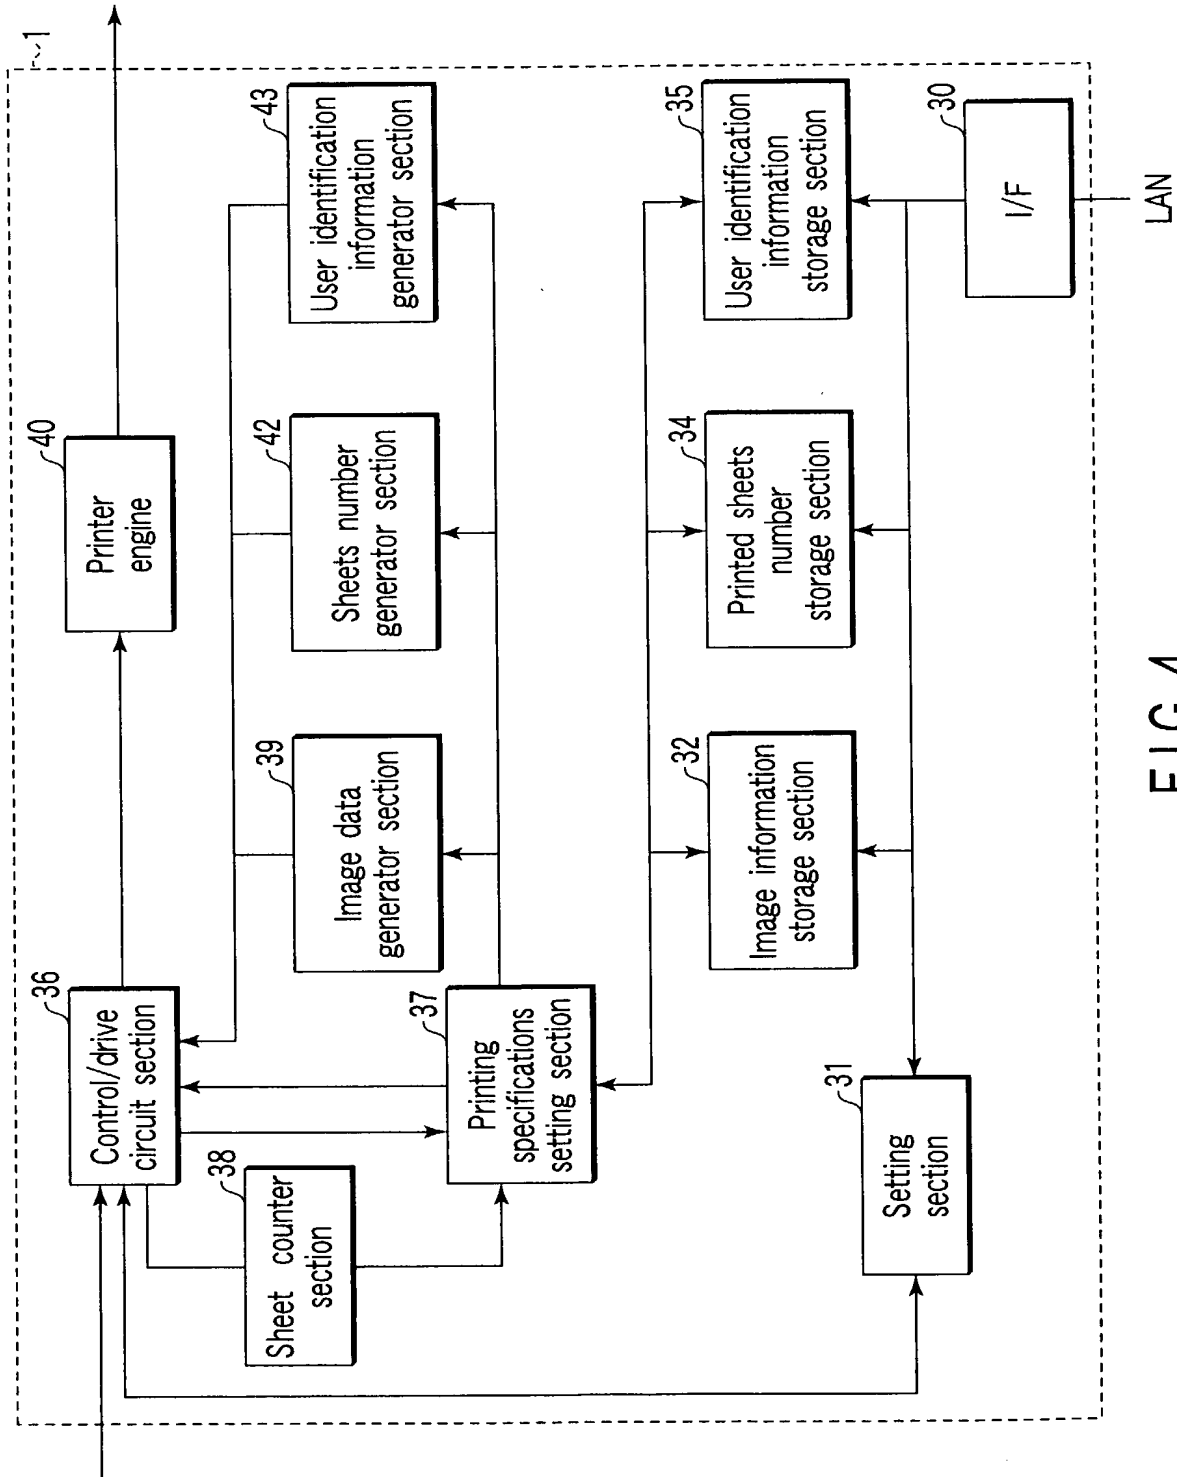 1
36
Control/drive
circuit section
40
Printer
engine
38
Sheet counter
section
37
Printing
specifications
setting section
39
Image data
generator section
42
Sheets number
generator section
43
User identification
information
generator section
31
Setting
section
32
Image information
storage section
34
Printed sheets
number
storage section
35
User identification
information
storage section
30
I/F
LAN
FIG. 4